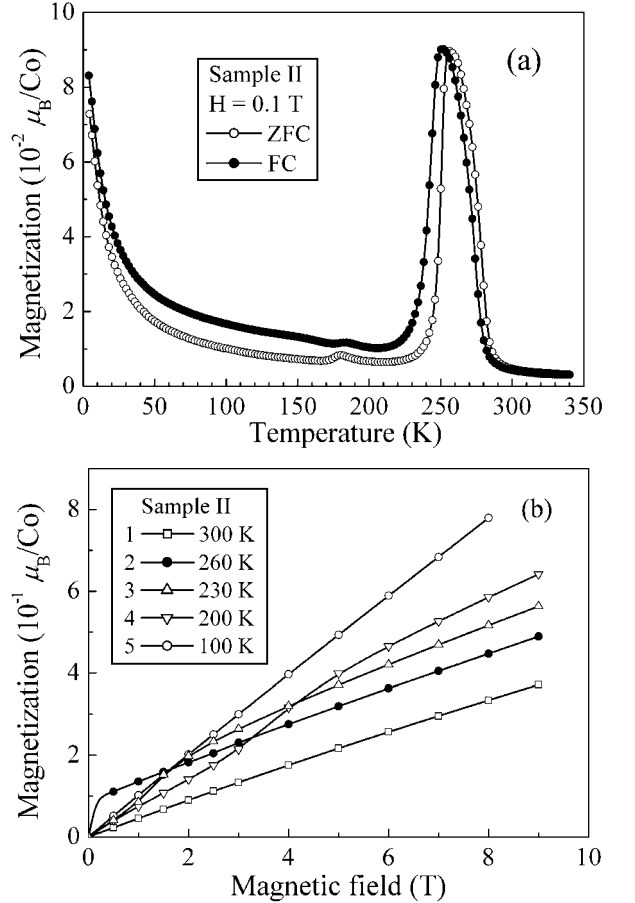 (a)
Sample II
H = 0.1 T
ZFC
FC
Magnetization (10⁻² μ_B/Co)
10
8
6
4
2
0
0 50 100 150 200 250 300 350
Temperature (K)
(b)
Sample II
1 300 K
2 260 K
3 230 K
4 200 K
5 100 K
Magnetization (10⁻¹ μ_B/Co)
8
6
4
2
0
0 2 4 6 8 10
Magnetic field (T)